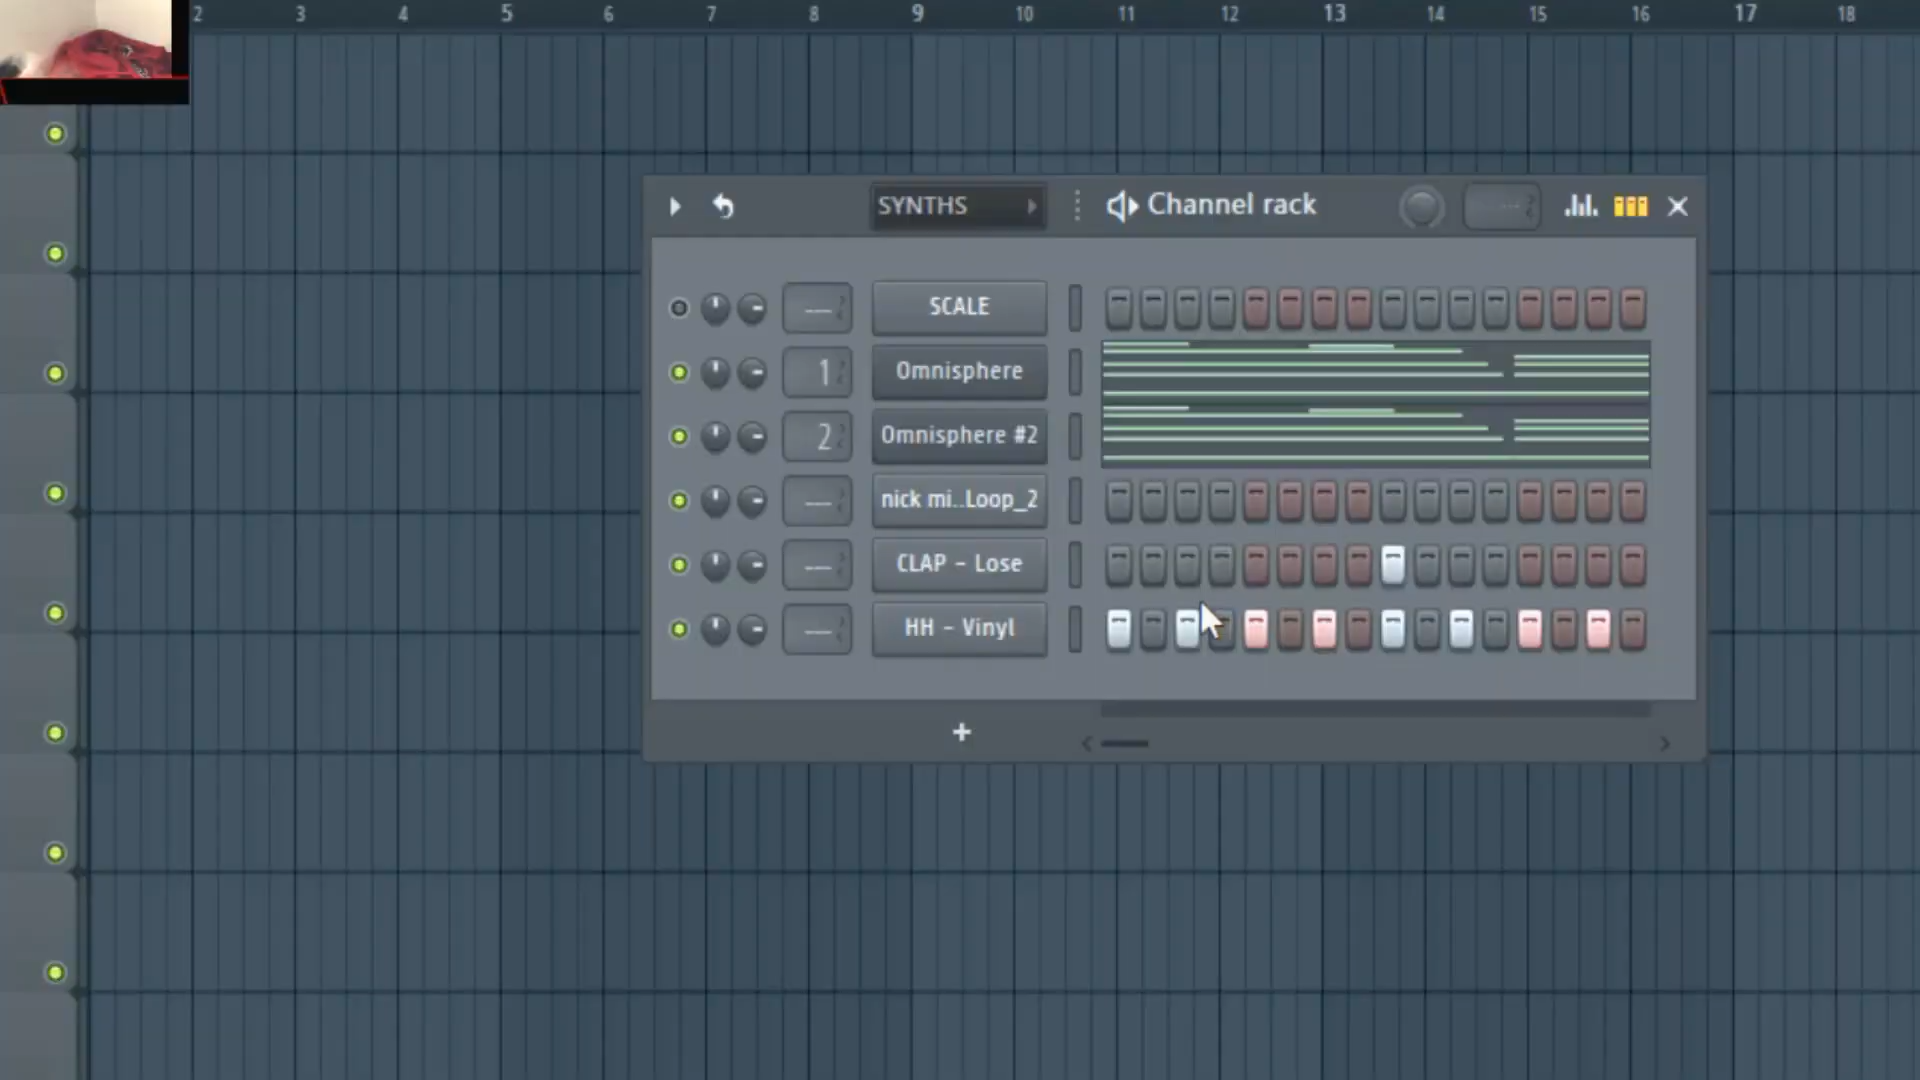 2 3 4 5 6 7 8 9 10 11 12 13 14 15 16 17 18
SYNTHS Channel rack
SCALE
1 Omnisphere
2 Omnisphere #2
nick mi..Loop_2
CLAP - Lose
HH - Vinyl
+